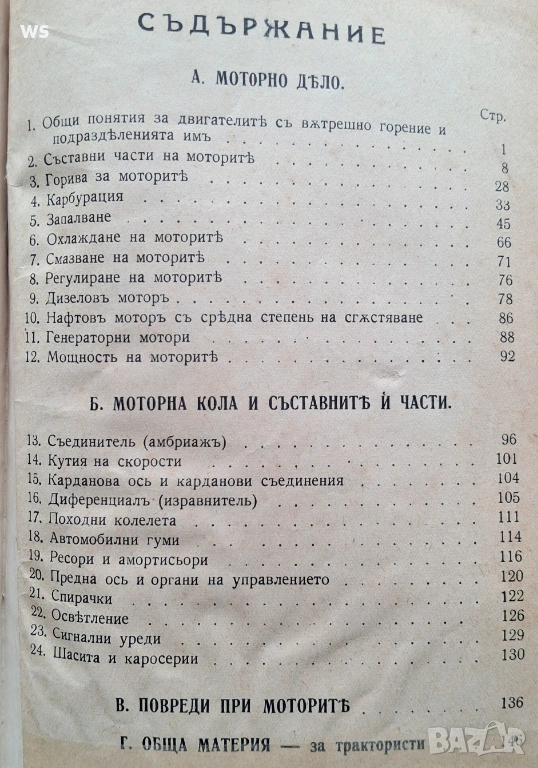 ws
СЪДЪРЖАНИЕ
А. МОТОРНО ДѢЛО.
Стр.
1. Общи понятия за двигателитѣ съ вѫтрешно горение и
подраздѣленията имъ 1
2. Съставни части на моторитѣ 8
3. Горива за моторитѣ 28
4. Карбурация 33
5. Запалване 45
6. Охлаждане на моторитѣ 66
7. Смазване на моторитѣ 71
8. Регулиране на моторитѣ 76
9. Дизеловъ моторъ 78
10. Нафтовъ моторъ съ срѣдна степень на сгѫстяване 86
11. Генераторни мотори 88
12. Мощность на моторитѣ 92
Б. МОТОРНА КОЛА И СЪСТАВНИТѢ Ѝ ЧАСТИ.
13. Съединитель (амбриажъ) 96
14. Кутия на скорости 101
15. Карданова ось и карданови съединения 104
16. Диференциалъ (изравнитель) 105
17. Походни колелета 111
18. Автомобилни гуми 114
19. Ресори и амортисьори 116
20. Предна ось и органи на управлението 120
21. Спирачки 122
22. Освѣтление 126
23. Сигнални уреди 129
24. Шасита и каросерии 130
В. ПОВРЕДИ ПРИ МОТОРИТѢ 136
Г. ОБЩА МАТЕРИЯ — за трактористи